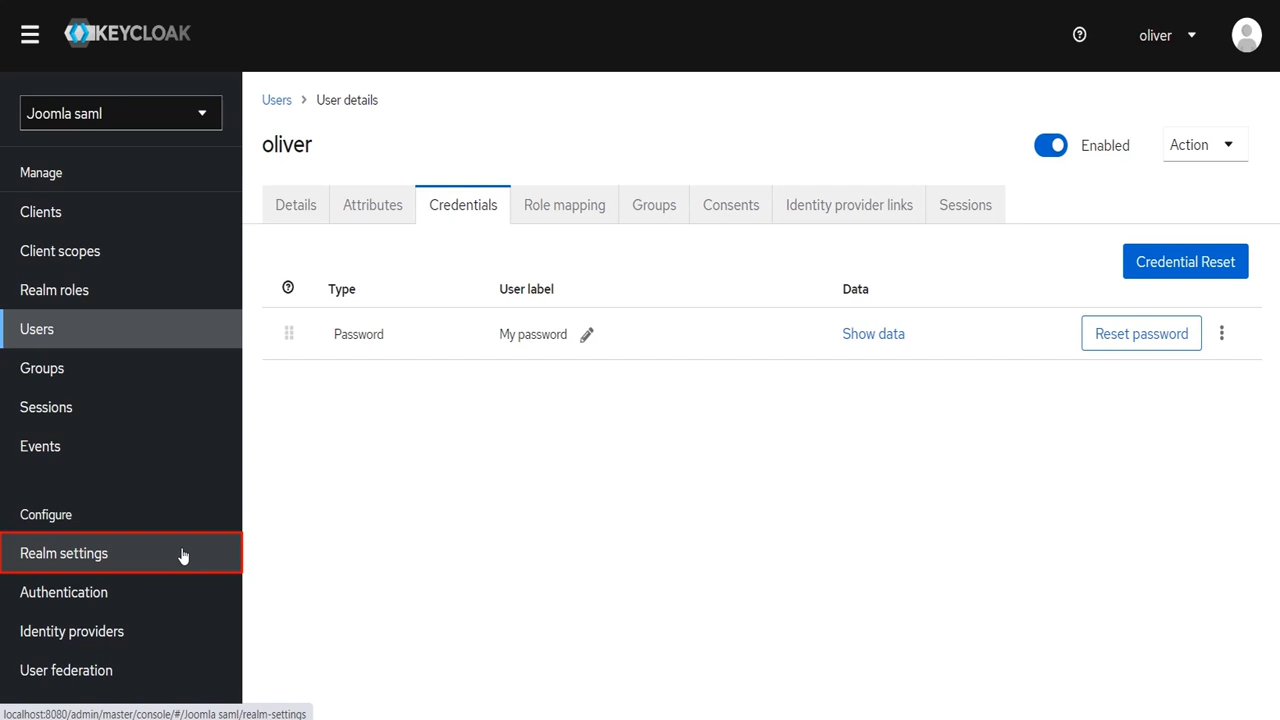 KEYCLOAK
oliver
Joomla saml
Manage
Clients
Client scopes
Realm roles
Users
Groups
Sessions
Events
Configure
Realm settings
Authentication
Identity providers
User federation
localhost:8080/admin/master/console/#/Joomla saml/realm-settings
Users > User details
oliver
Enabled
Action
Details Attributes Credentials Role mapping Groups Consents Identity provider links Sessions
Credential Reset
Type User label Data
Password My password Show data Reset password